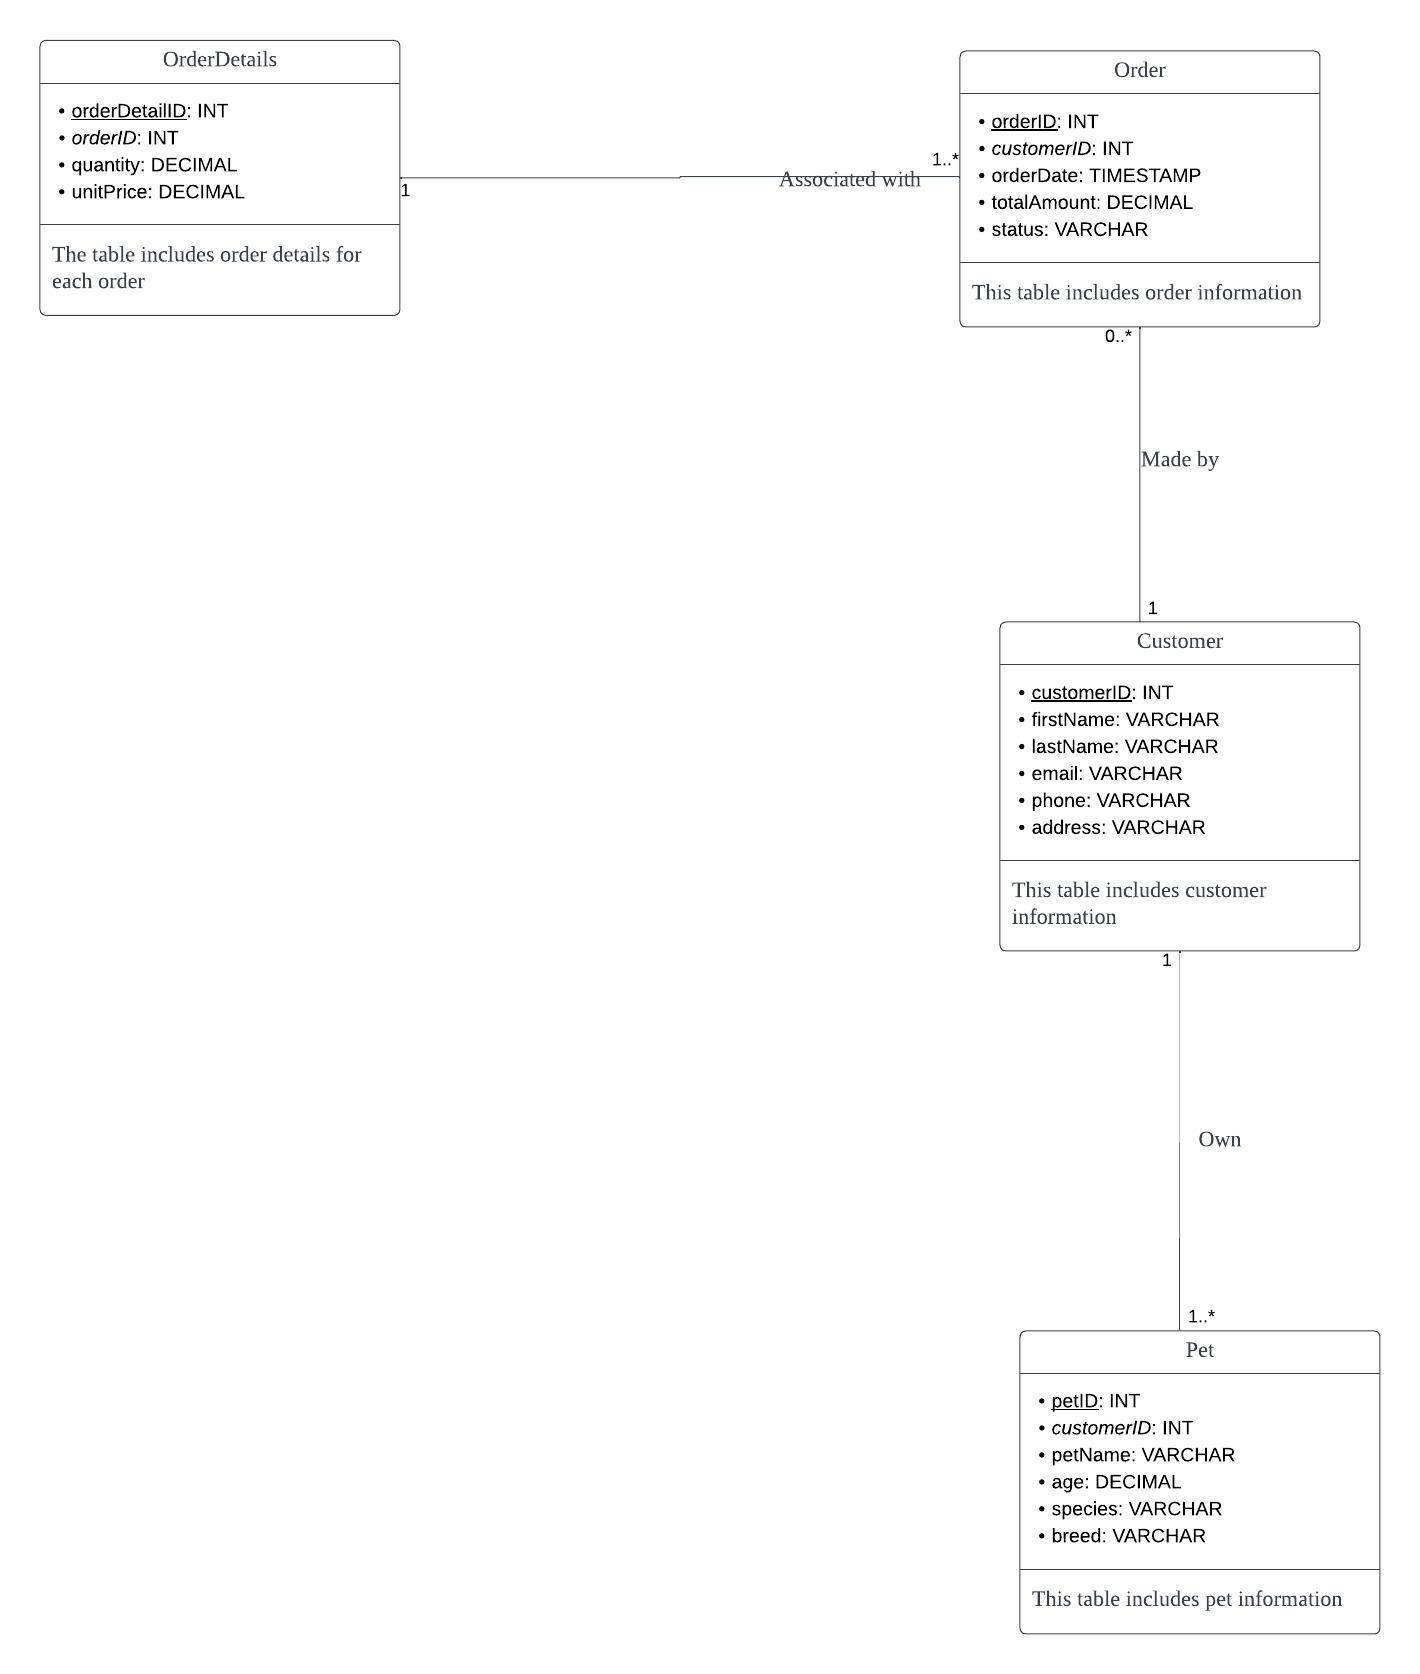 OrderDetails
• orderDetailID: INT
• orderID: INT
• quantity: DECIMAL
• unitPrice: DECIMAL
The table includes order details for
each order
1
Associated with
1..*
Order
• orderID: INT
• customerID: INT
• orderDate: TIMESTAMP
• totalAmount: DECIMAL
• status: VARCHAR
This table includes order information
0..*
Made by
1
Customer
• customerID: INT
• firstName: VARCHAR
• lastName: VARCHAR
• email: VARCHAR
• phone: VARCHAR
• address: VARCHAR
This table includes customer
information
1
Own
1..*
Pet
• petID: INT
• customerID: INT
• petName: VARCHAR
• age: DECIMAL
• species: VARCHAR
• breed: VARCHAR
This table includes pet information